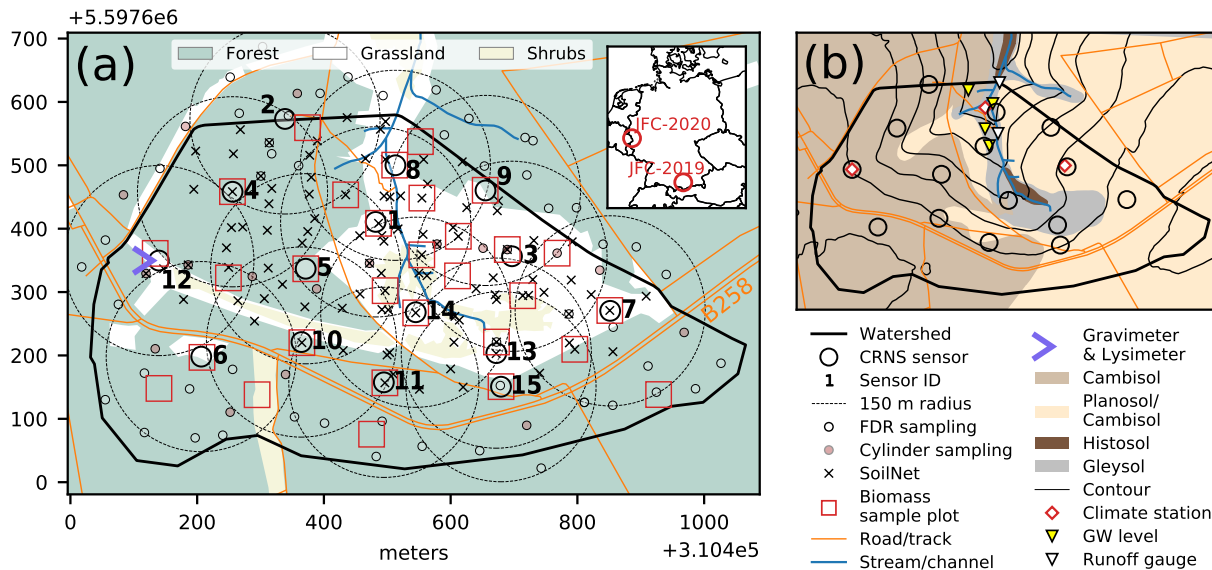 +5.5976e6
(a)
Forest
Grassland
Shrubs
JFC-2020
JFC-2019
(b)
700
600
500
400
300
200
100
0
2
8
9
4
1
3
5
12
14
7
10
13
6
11
15
B258
0
200
400
600
800
1000
meters
+3.104e5
Watershed
CRNS sensor
1
Sensor ID
150 m radius
FDR sampling
Cylinder sampling
SoilNet
Biomass
sample plot
Road/track
Stream/channel
Gravimeter
& Lysimeter
Cambisol
Planosol/
Cambisol
Histosol
Gleysol
Contour
Climate station
GW level
Runoff gauge